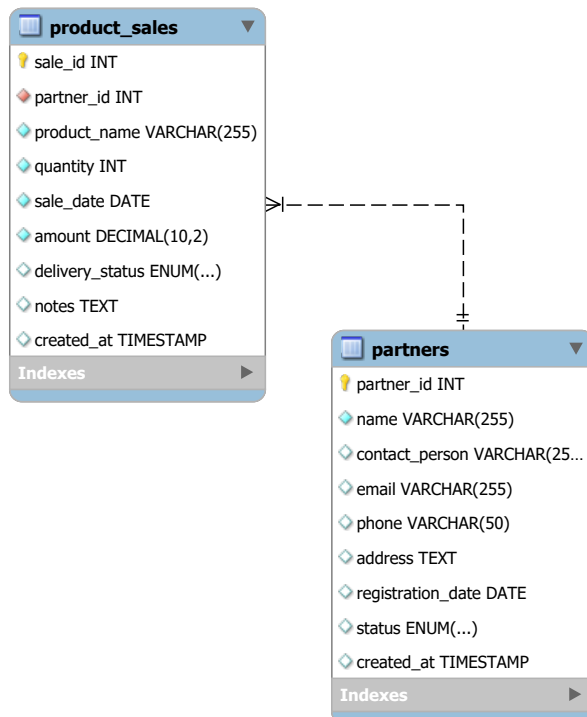 product_sales
sale_id INT
partner_id INT
product_name VARCHAR(255)
quantity INT
sale_date DATE
amount DECIMAL(10,2)
delivery_status ENUM(...)
notes TEXT
created_at TIMESTAMP
Indexes
partners
partner_id INT
name VARCHAR(255)
contact_person VARCHAR(25...
email VARCHAR(255)
phone VARCHAR(50)
address TEXT
registration_date DATE
status ENUM(...)
created_at TIMESTAMP
Indexes